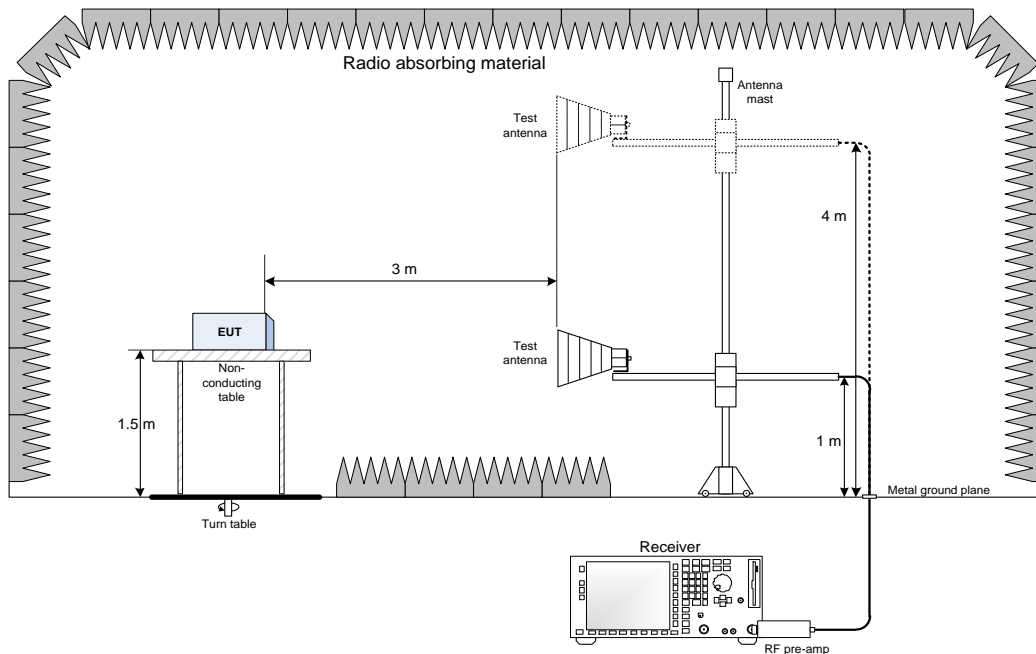 Radio absorbing material
Antenna
mast
Test
antenna
4 m
3 m
EUT
Test
antenna
Non-
conducting
table
1.5 m
1 m
Metal ground plane
Turn table
Receiver
RF pre-amp